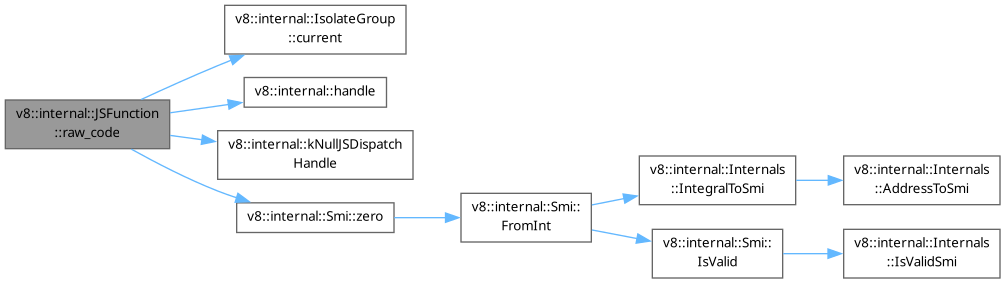 v8::internal::JSFunction
::raw_code
v8::internal::IsolateGroup
::current
v8::internal::handle
v8::internal::kNullJSDispatch
Handle
v8::internal::Smi::zero
v8::internal::Smi::
FromInt
v8::internal::Internals
::IntegralToSmi
v8::internal::Internals
::AddressToSmi
v8::internal::Smi::
IsValid
v8::internal::Internals
::IsValidSmi